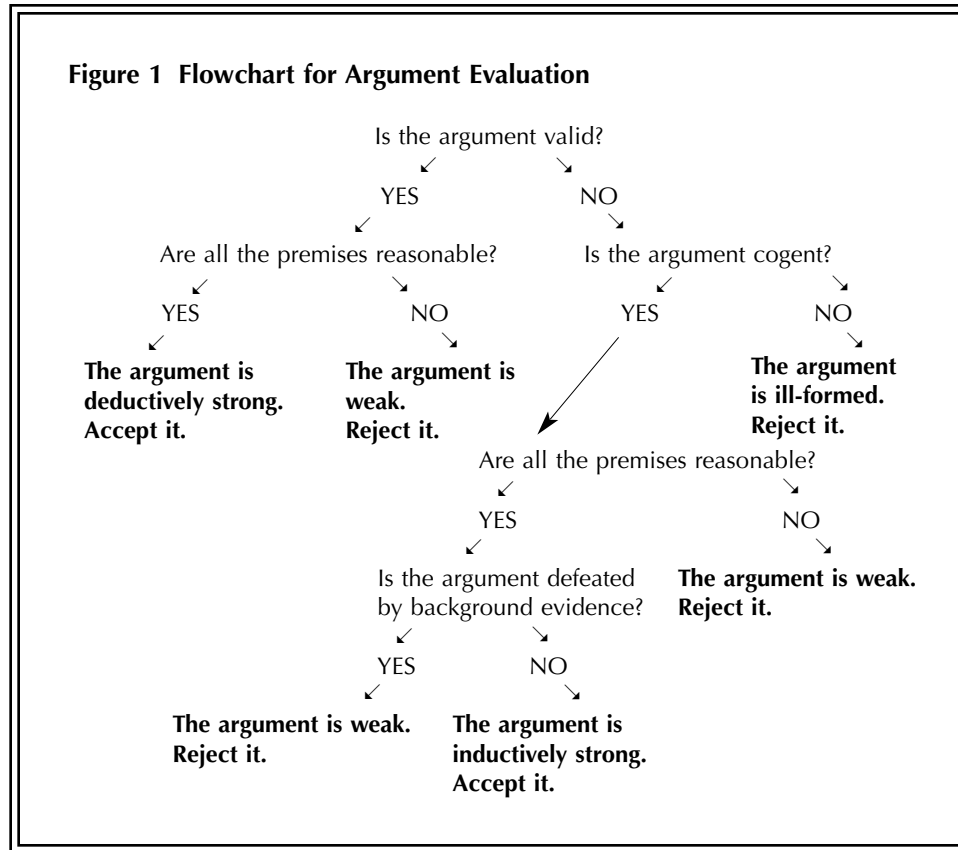 Figure 1 Flowchart for Argument Evaluation
Is the argument valid?
YES
NO
Are all the premises reasonable?
Is the argument cogent?
YES
NO
YES
NO
The argument is
deductively strong.
Accept it.
The argument is
weak.
Reject it.
The argument
is ill-formed.
Reject it.
Are all the premises reasonable?
YES
NO
Is the argument defeated
by background evidence?
The argument is weak.
Reject it.
YES
NO
The argument is weak.
Reject it.
The argument is
inductively strong.
Accept it.